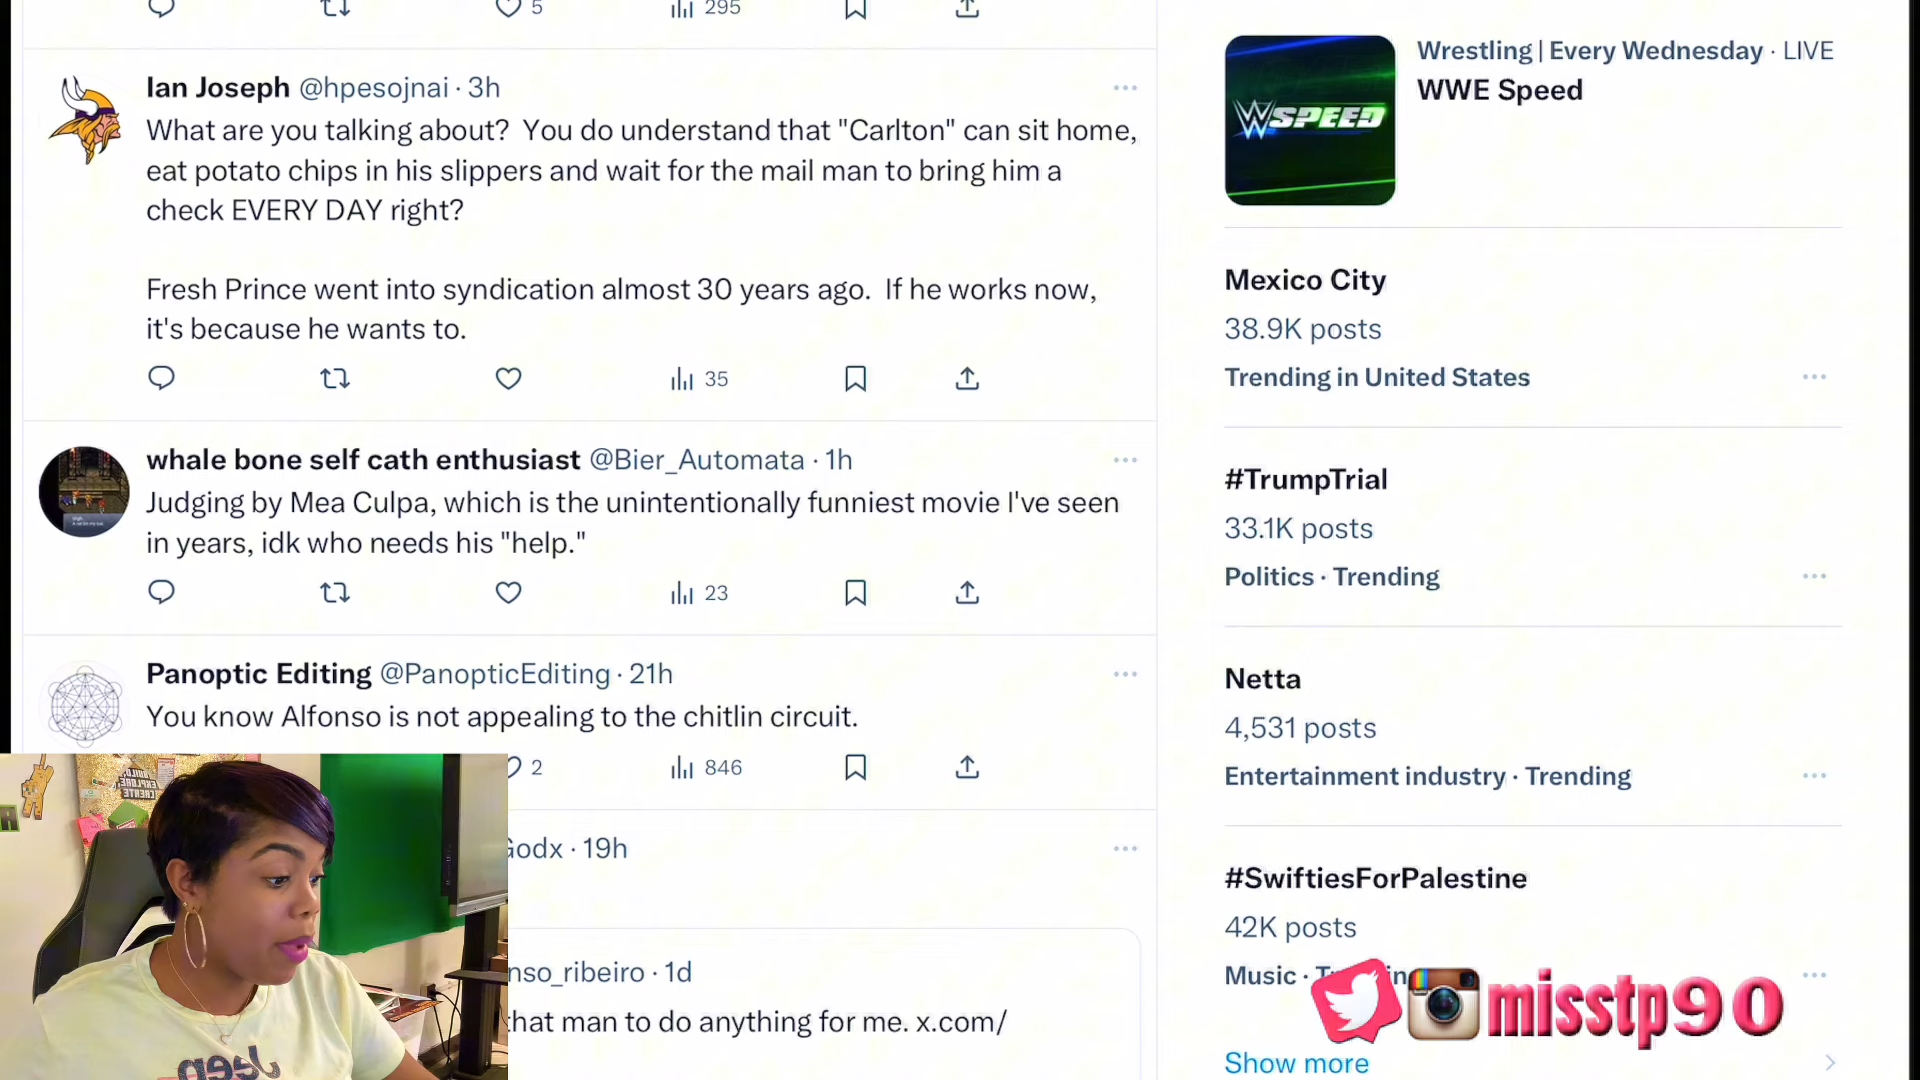 5
295
Ian Joseph @hpesojnai · 3h
What are you talking about? You do understand that "Carlton" can sit home,
eat potato chips in his slippers and wait for the mail man to bring him a
check EVERY DAY right?
Fresh Prince went into syndication almost 30 years ago. If he works now,
it's because he wants to.
35
whale bone self cath enthusiast @Bier_Automata · 1h
Judging by Mea Culpa, which is the unintentionally funniest movie I've seen
in years, idk who needs his "help."
23
Panoptic Editing @PanopticEditing · 21h
You know Alfonso is not appealing to the chitlin circuit.
2
846
Godx · 19h
nso_ribeiro · 1d
that man to do anything for me. x.com/
BUILD
EXPLORE
CREATE
Jeep
Wrestling | Every Wednesday · LIVE
WWE Speed
W SPEED
Mexico City
38.9K posts
Trending in United States
#TrumpTrial
33.1K posts
Politics · Trending
Netta
4,531 posts
Entertainment industry · Trending
#SwiftiesForPalestine
42K posts
Music ·
misstp90
Show more